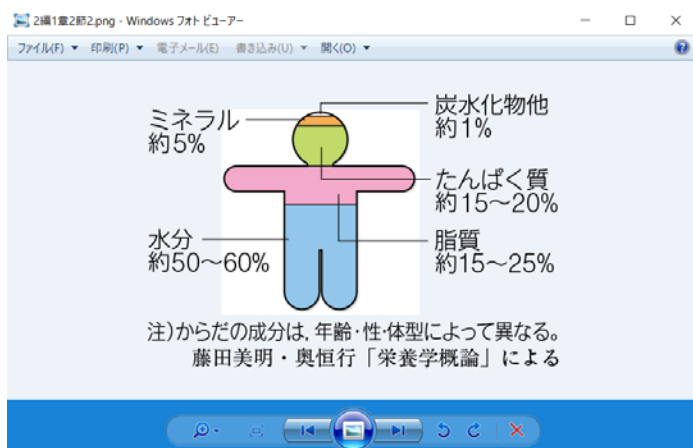 2編1章2節2.png - Windows フォト ビューアー
ファイル(F) 印刷(P) 電子メール(E) 書き込み(U) 開く(O)
ミネラル
約5%
炭水化物他
約1%
たんぱく質
約15〜20%
水分
約50〜60%
脂質
約15〜25%
注)からだの成分は,年齢・性・体型によって異なる。
藤田美明・奥恒行「栄養学概論」による